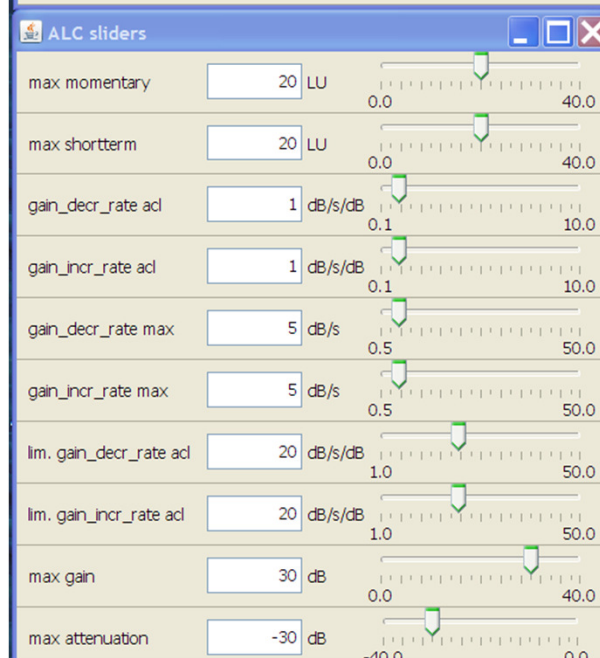 ALC sliders
max momentary 20 LU 0.0 40.0
max shortterm 20 LU 0.0 40.0
gain_decr_rate acl 1 dB/s/dB 0.1 10.0
gain_incr_rate acl 1 dB/s/dB 0.1 10.0
gain_decr_rate max 5 dB/s 0.5 50.0
gain_incr_rate max 5 dB/s 0.5 50.0
lim. gain_decr_rate acl 20 dB/s/dB 1.0 50.0
lim. gain_incr_rate acl 20 dB/s/dB 1.0 50.0
max gain 30 dB 0.0 40.0
max attenuation -30 dB -40.0 0.0